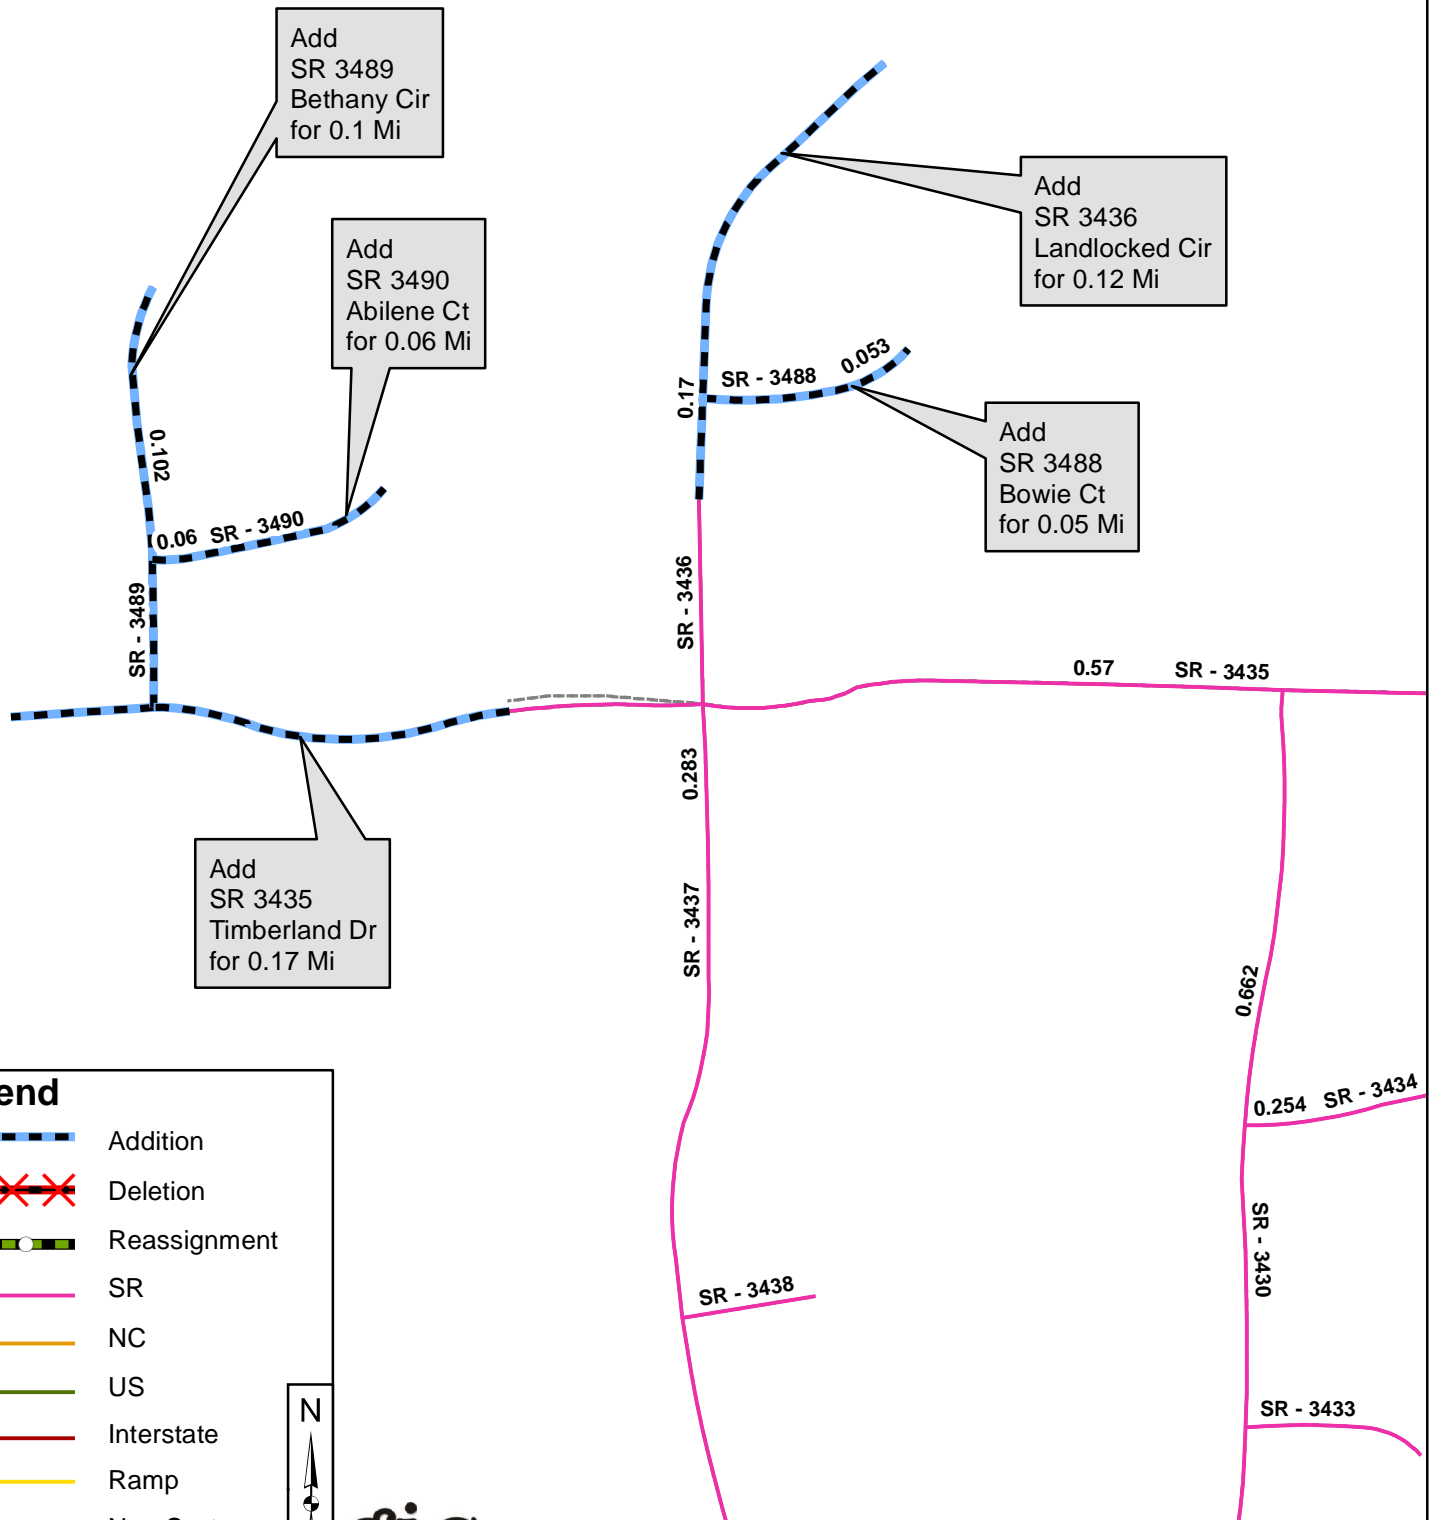 Add
SR 3489
Bethany Cir
for 0.1 Mi
Add
SR 3490
Abilene Ct
for 0.06 Mi
Add
SR 3436
Landlocked Cir
for 0.12 Mi
Add
SR 3488
Bowie Ct
for 0.05 Mi
0.17
SR - 3488
0.053
0.102
0.06 SR - 3490
SR - 3489
SR - 3436
0.57
SR - 3435
0.283
SR - 3437
Add
SR 3435
Timberland Dr
for 0.17 Mi
0.662
0.254 SR - 3434
SR - 3430
SR - 3438
SR - 3433
end
Addition
Deletion
Reassignment
SR
NC
US
Interstate
Ramp
N